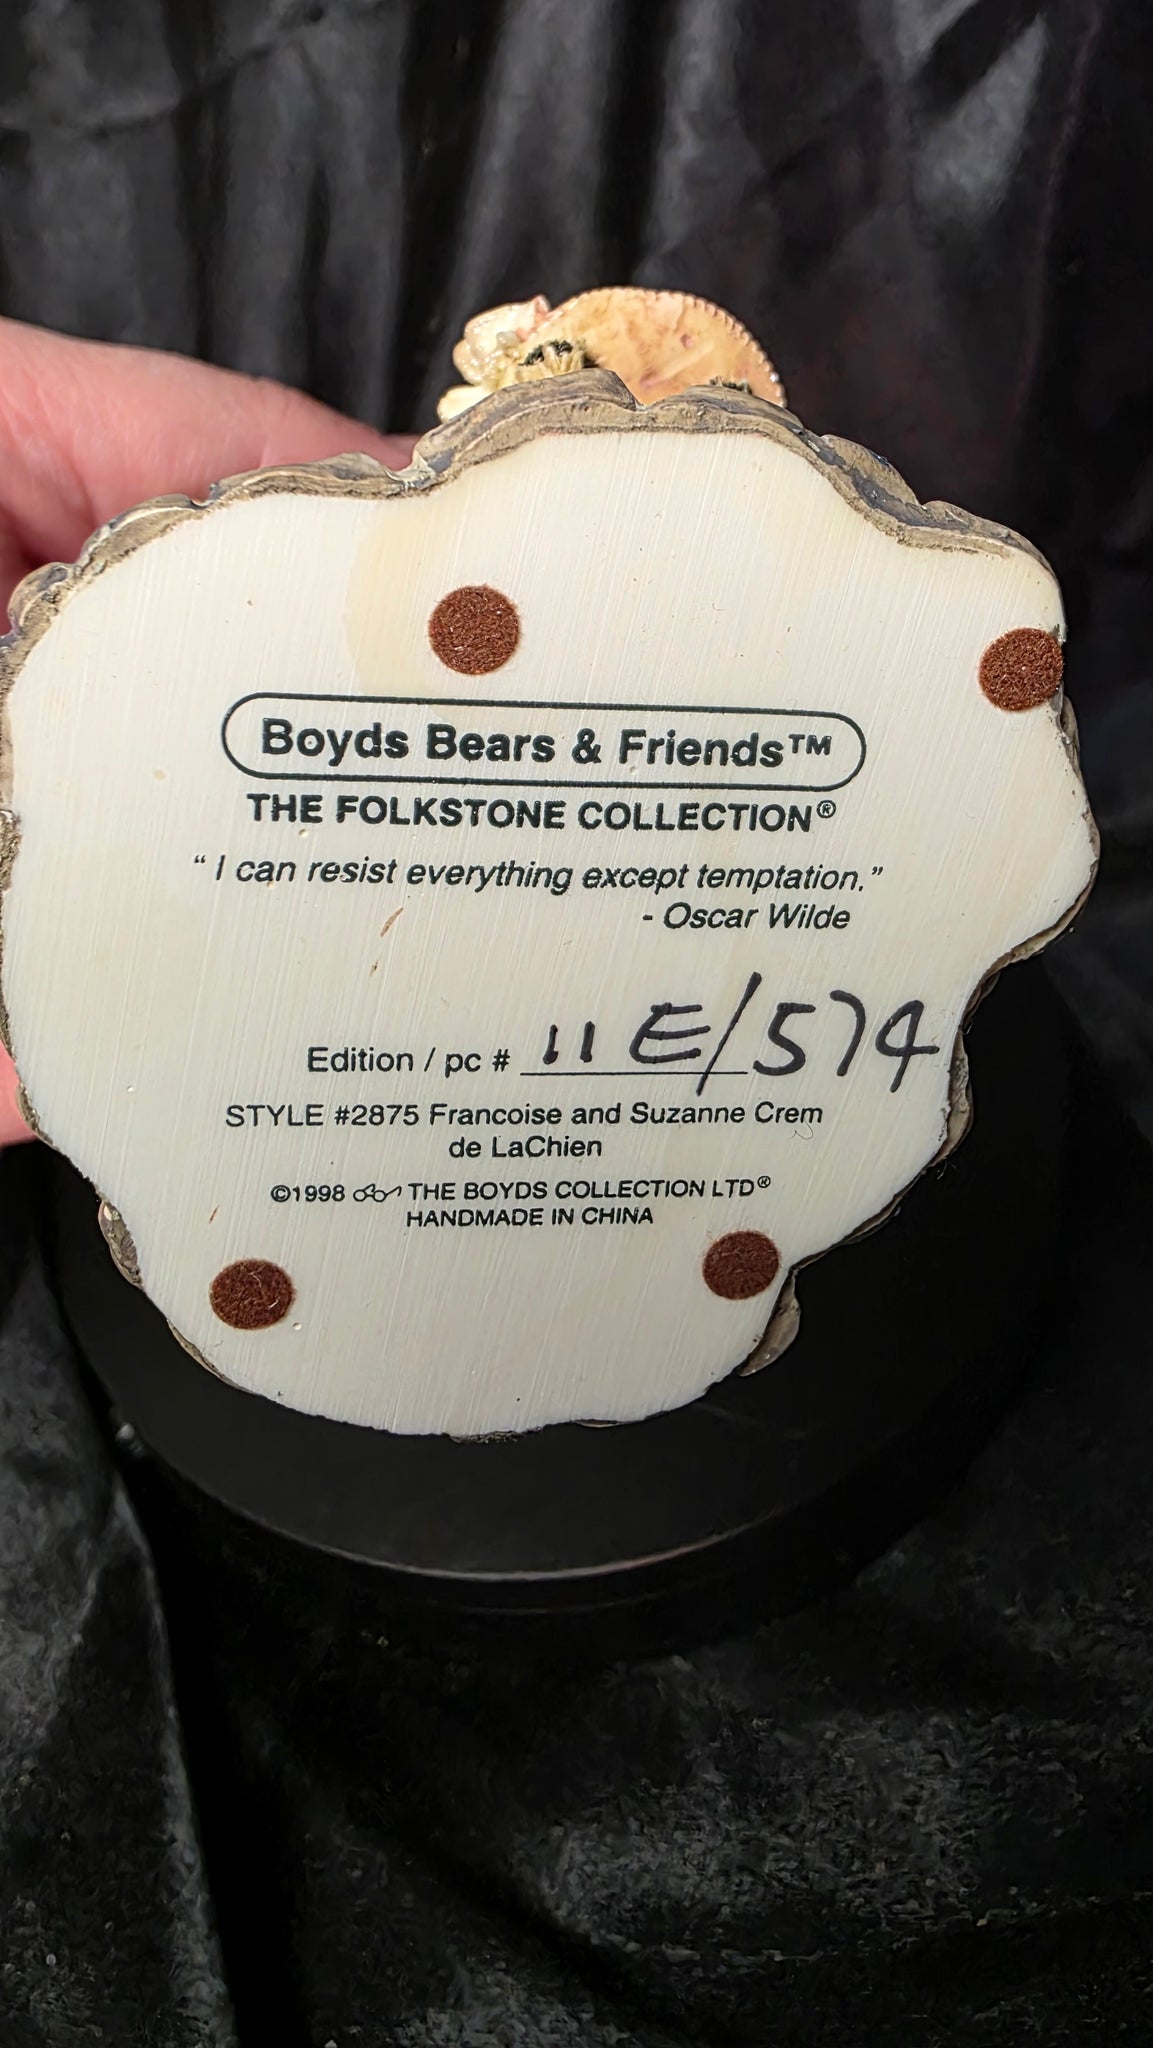 Boyds Bears & Friends™
THE FOLKSTONE COLLECTION®
“ I can resist everything except temptation.”
- Oscar Wilde
Edition / pc # 11 E/574
STYLE #2875 Francoise and Suzanne Crem
de LaChien
©1998 THE BOYDS COLLECTION LTD®
HANDMADE IN CHINA